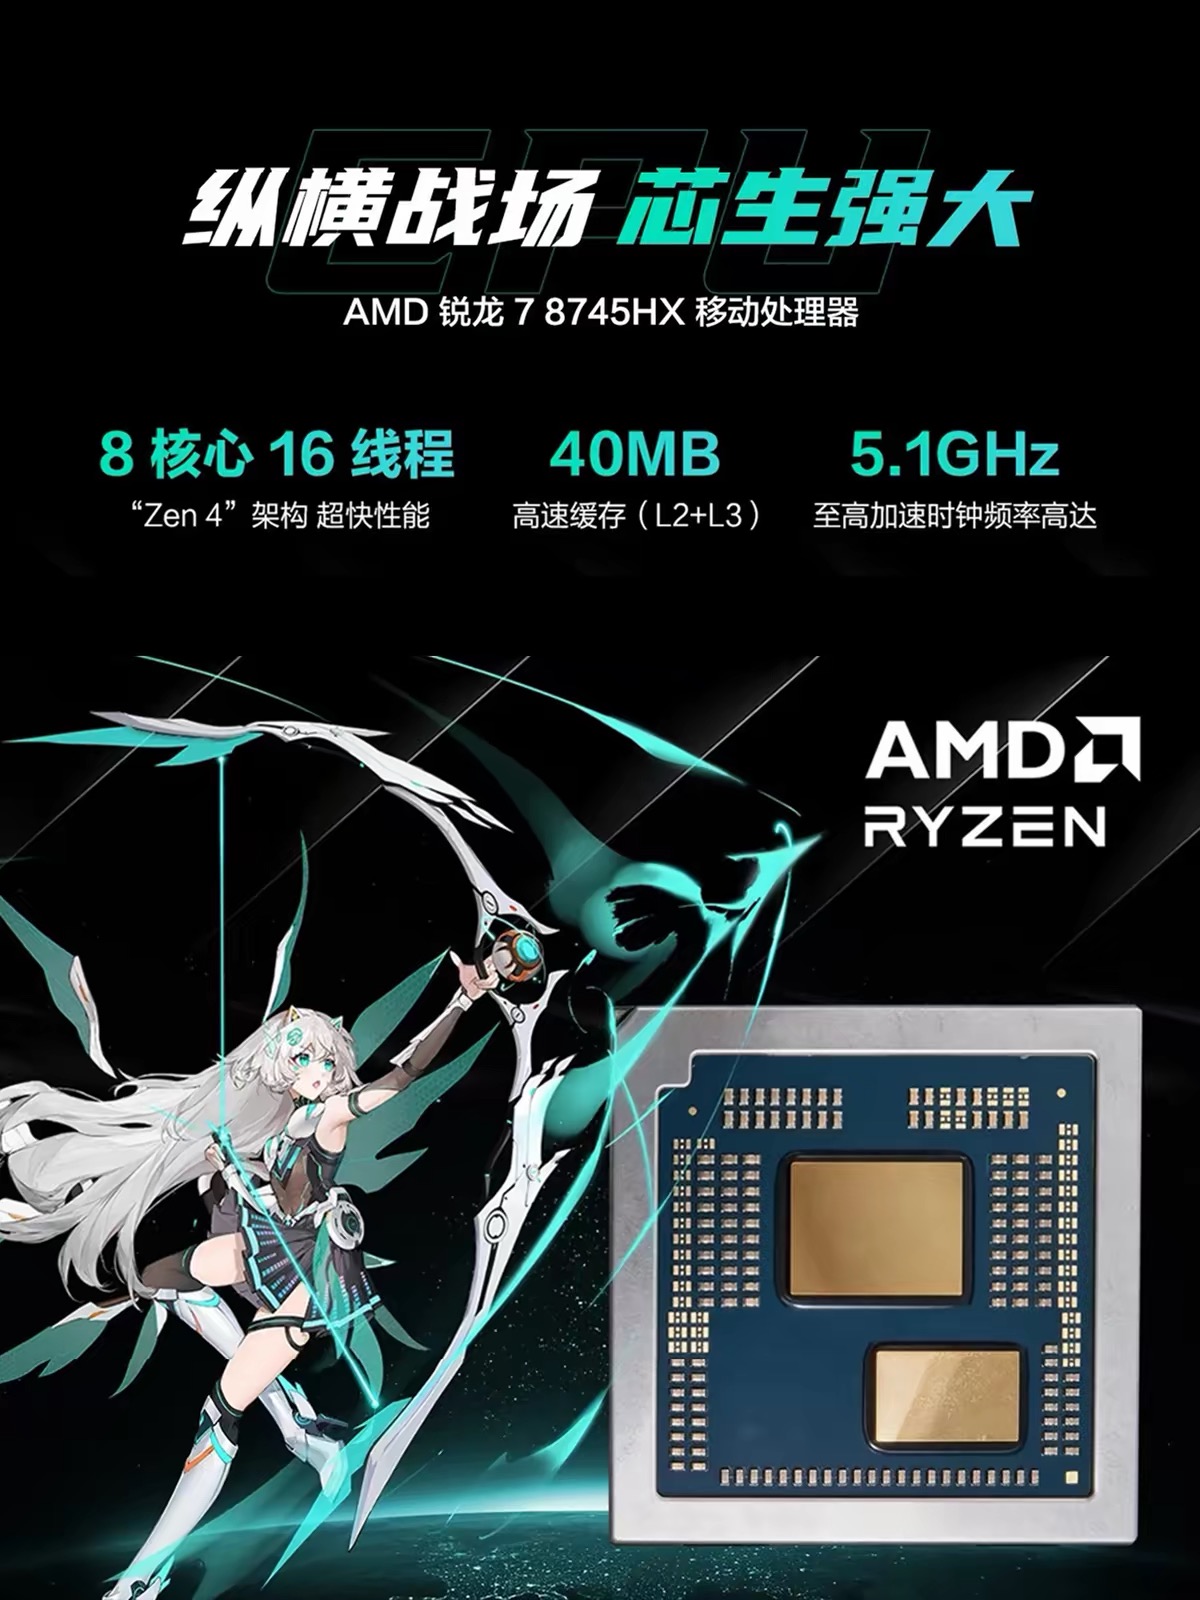 CPU
纵横战场 芯生强大
AMD 锐龙 7 8745HX 移动处理器
8 核心 16 线程
40MB
5.1GHz
“Zen 4”架构 超快性能
高速缓存（L2+L3）
至高加速时钟频率高达
AMD
RYZEN